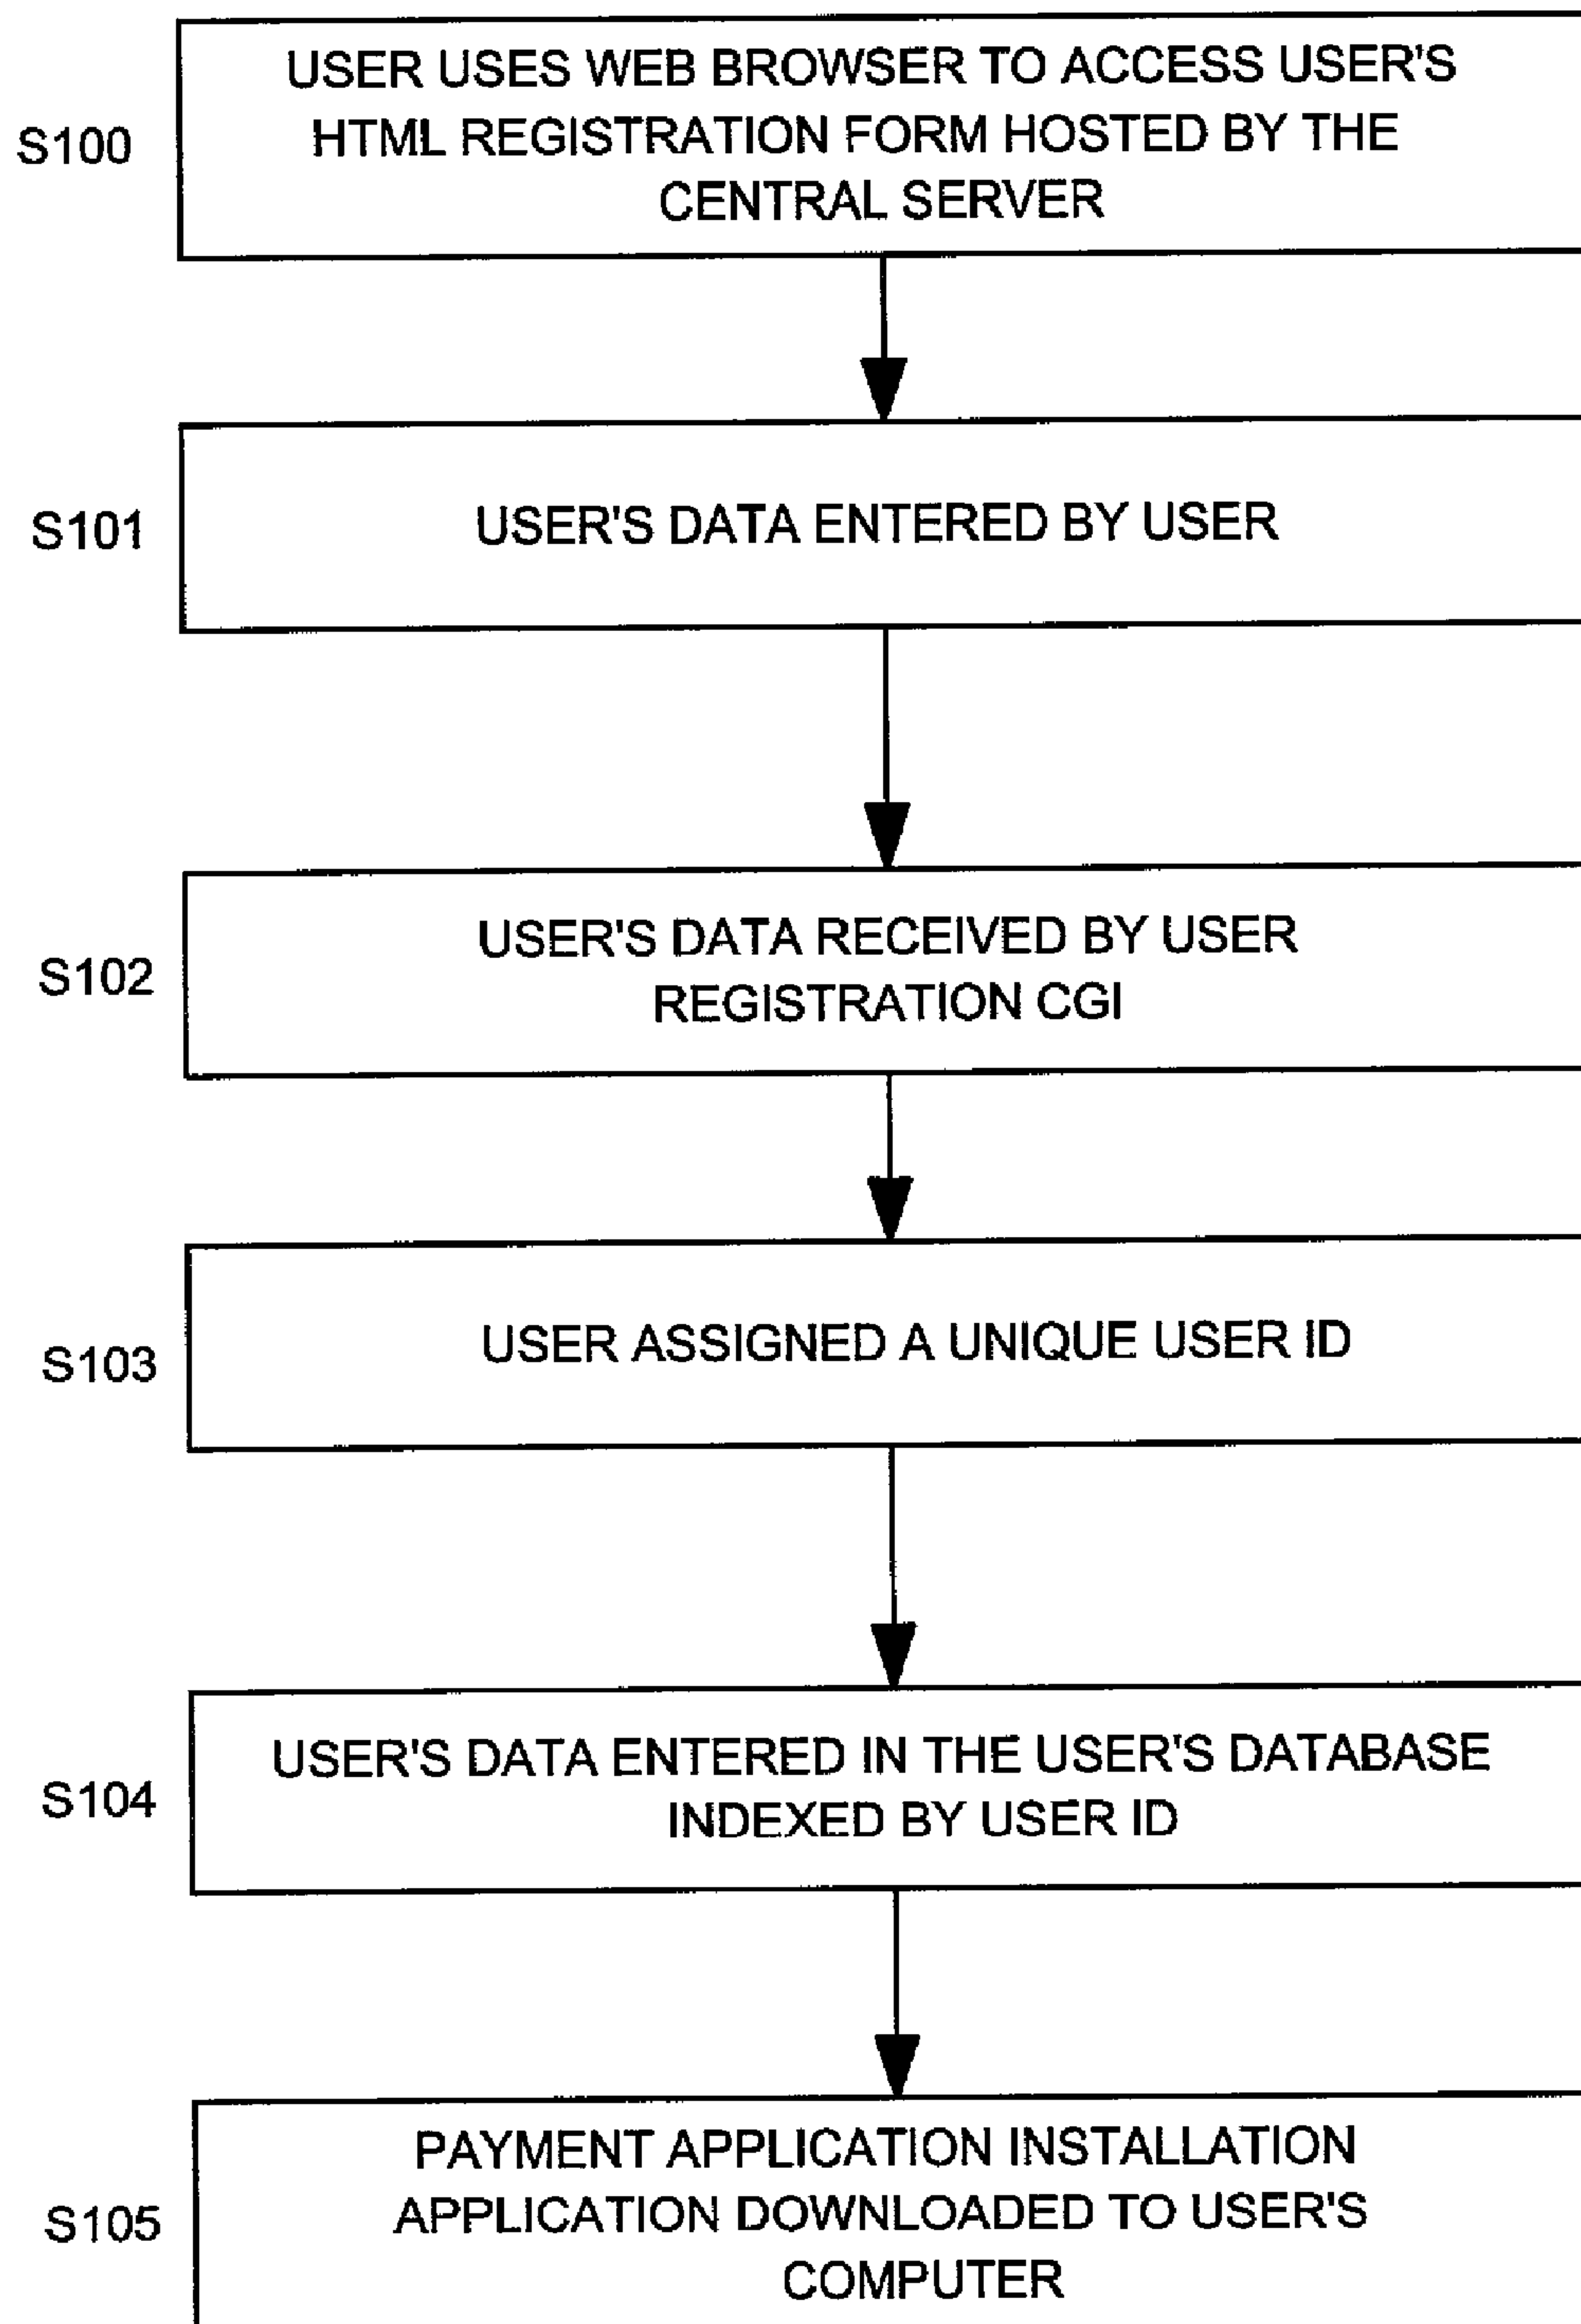 USER USES WEB BROWSER TO ACCESS USER'S
S100
HTML REGISTRATION FORM HOSTED BY THE
CENTRAL SERVER
S101
USER'S DATA ENTERED BY USER
USER'S DATA RECEIVED BY USER
S102
REGISTRATION CGI
S103
USER ASSIGNED A UNIQUE USER ID
USER'S DATA ENTERED IN THE USER'S DATABASE
S104
INDEXED BY USER ID
PAYMENT APPLICATION INSTALLATION
S105
APPLICATION DOWNLOADED TO USER'S
COMPUTER